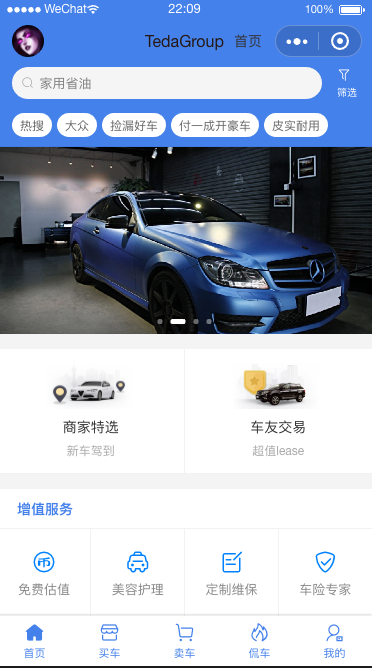 WeChat 22:09 100%
TedaGroup 首页
家用省油 筛选
热搜 大众 捡漏好车 付一成开豪车 皮实耐用
商家特选 车友交易
新车驾到 超值lease
增值服务
免费估值 美容护理 定制维保 车险专家
首页 买车 卖车 侃车 我的